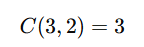 C(3, 2) = 3